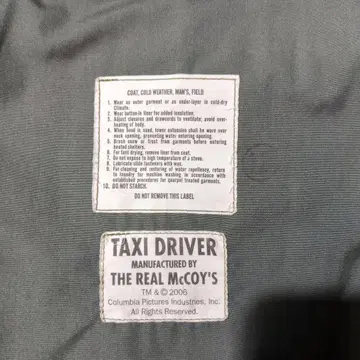 COAT, COLD WEATHER, MAN'S, FIELD
1. Wear as outer garment or as under-layer in cold-dry
Climate.
2. Wear button-in liner for added insulation.
3. Adjust closures and drawcords to ventilate; avoid over-
heating of body.
4. When hood is used, lower extension shall be worn over
neck opening, preventing water entering opening.
5. Brush snow or frost from garments before entering
heated shelters.
6. For fast drying, remove liner from coat.
7. Do not expose to high temperature of a stove.
8. Lubricate slide fasteners with wax.
9. For cleaning and restoring of water repellency, return
to laundry for machine washing in accordance with
established procedures for quarpel treated garments.
10. DO NOT STARCH.
DO NOT REMOVE THIS LABEL
TAXI DRIVER
MANUFACTURED BY
THE REAL McCOY'S
TM & © 2006
Columbia Pictures Industries, Inc.
All Rights Reserved.